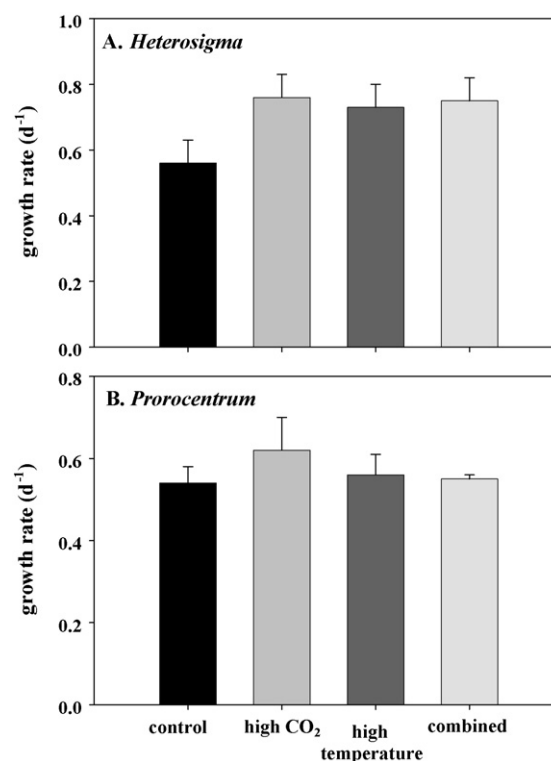 1.0
A. Heterosigma
0.8
0.6
0.4
0.2
0.0
growth rate (d⁻¹)
0.8
B. Prorocentrum
0.6
0.4
0.2
0.0
growth rate (d⁻¹)
control
high CO₂
high
temperature
combined